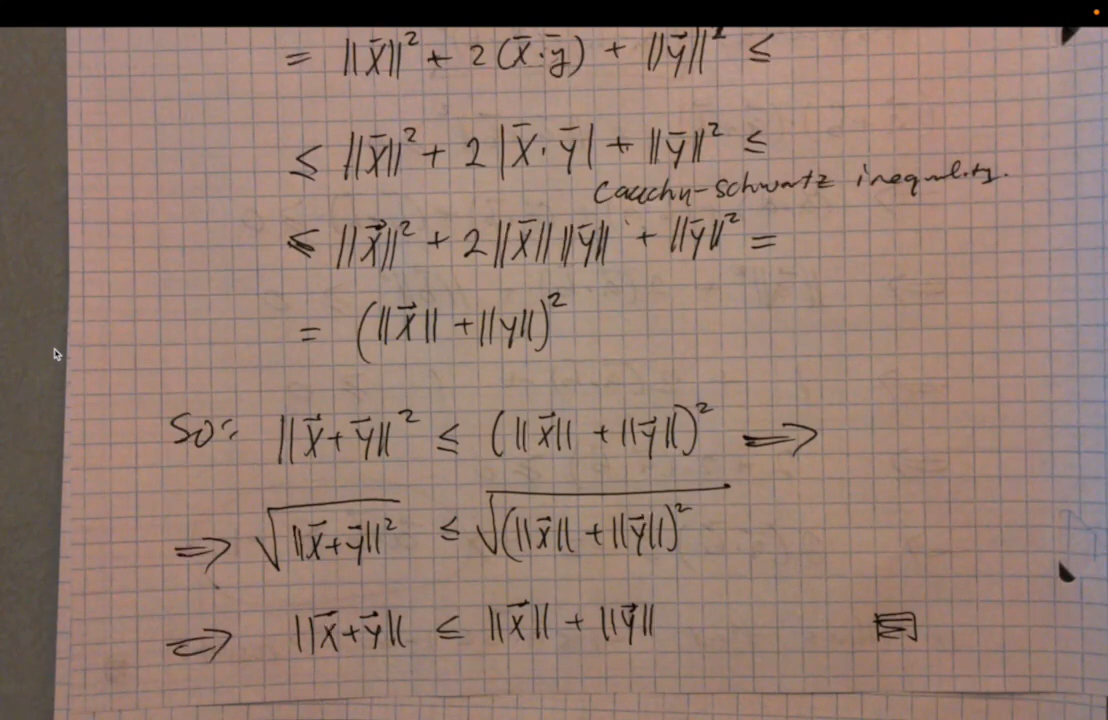 = ||x̄||² + 2(x̄·ȳ) + ||ȳ||² ≤
≤ ||x̄||² + 2|x̄·ȳ| + ||ȳ||² ≤
Cauchy-schwartz inequality.
≤ ||x⃗||² + 2||x̄|| ||ȳ|| + ||ȳ||² =
= (||x⃗|| + ||y||)²
So: ||x⃗+y⃗||² ≤ (||x⃗|| + ||y⃗||)² ⟹
⟹ √||x̄+ȳ||² ≤ √(||x⃗|| + ||y⃗||)²
⟹ ||x⃗+y⃗|| ≤ ||x⃗|| + ||y⃗||